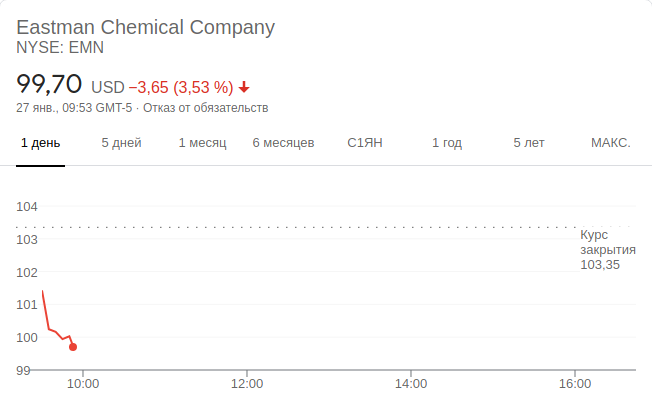 Eastman Chemical Company
NYSE: EMN
99,70 USD −3,65 (3,53 %)
27 янв., 09:53 GMT-5 · Отказ от обязательств
1 день 5 дней 1 месяц 6 месяцев С1ЯН 1 год 5 лет МАКС.
104
103
102
101
100
99
Курс
закрытия
103,35
10:00 12:00 14:00 16:00